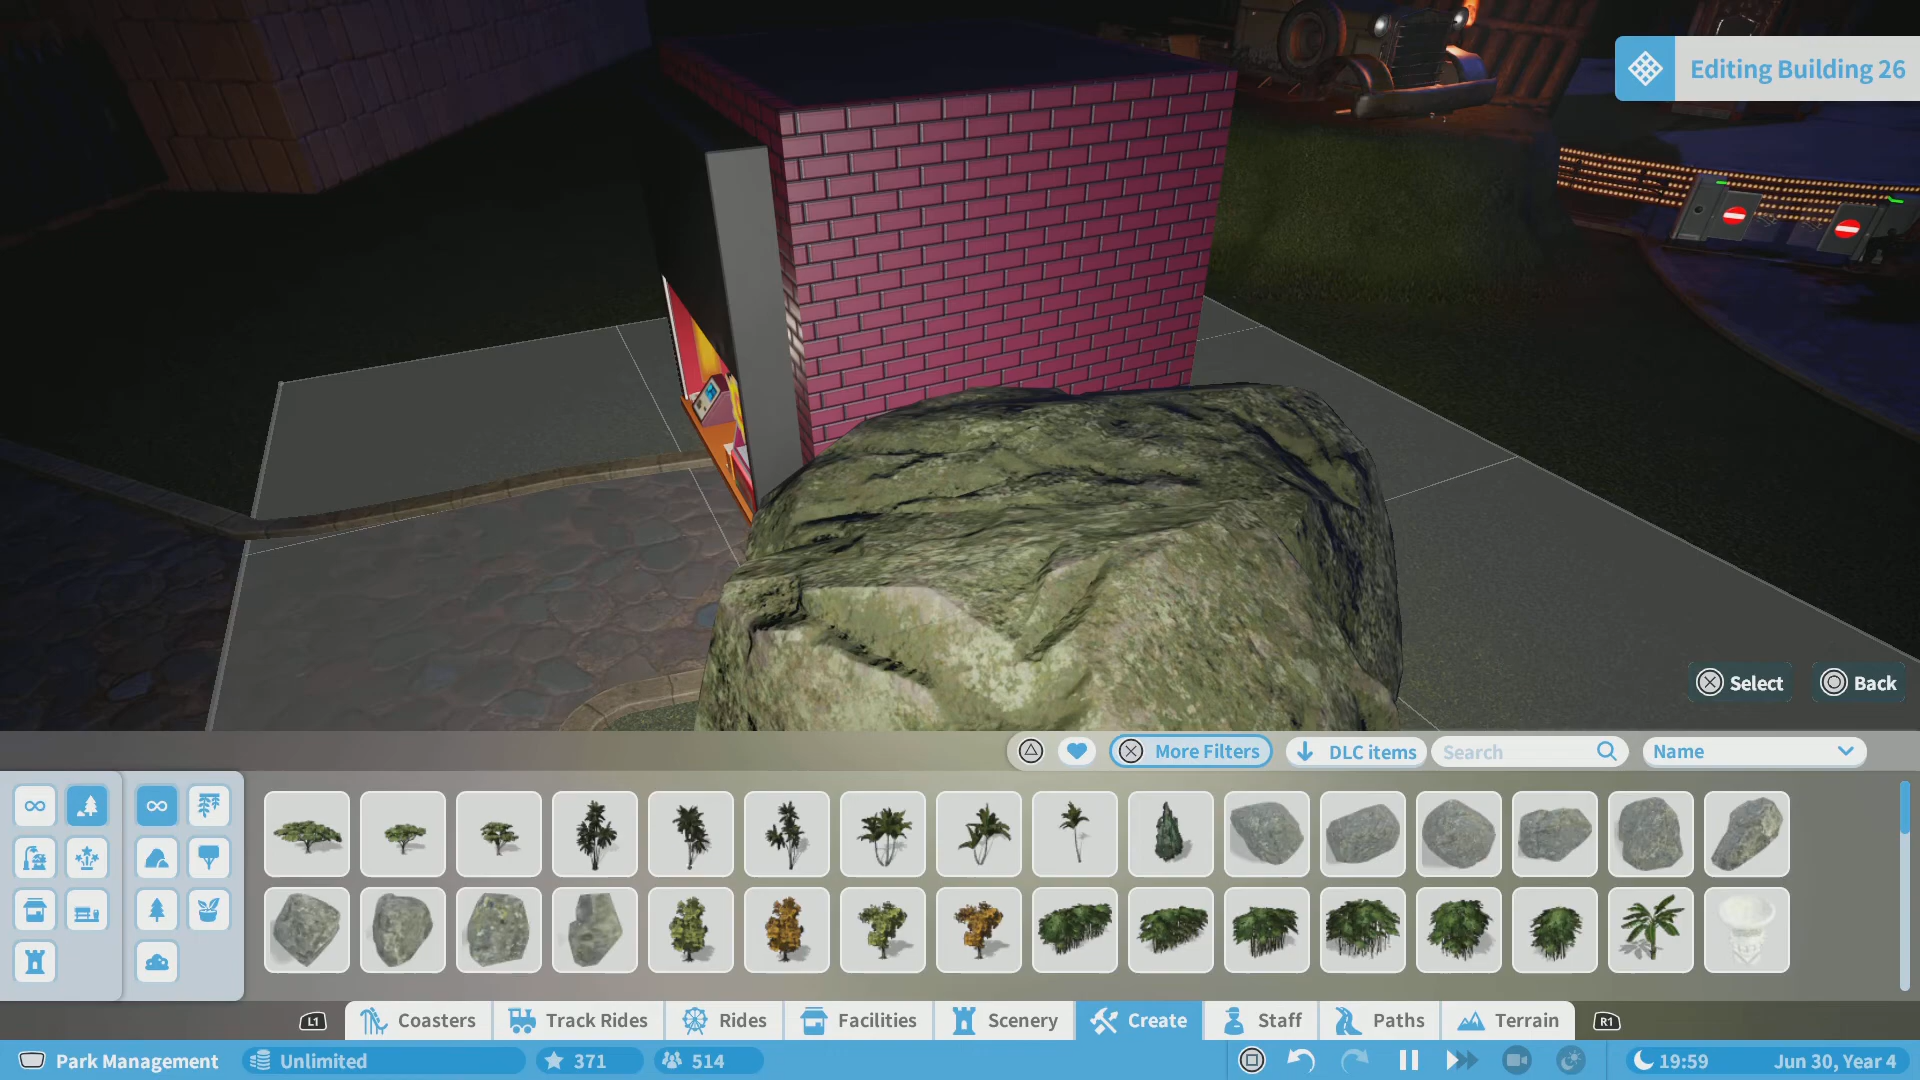 Editing Building 26
Select
Back
More Filters
DLC items
Search
Name
L1
Coasters
Track Rides
Rides
Facilities
Scenery
Create
Staff
Paths
Terrain
R1
Park Management
Unlimited
371
514
19:59
Jun 30, Year 4